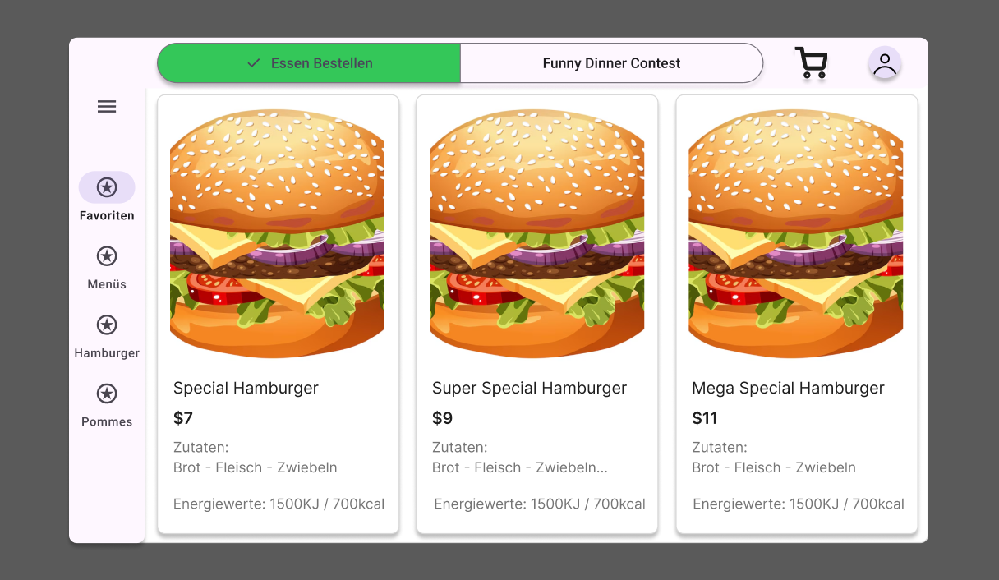 Essen Bestellen
Funny Dinner Contest
Favoriten
Menüs
Hamburger
Pommes
Special Hamburger
$7
Zutaten:
Brot - Fleisch - Zwiebeln
Energiewerte: 1500KJ / 700kcal
Super Special Hamburger
$9
Zutaten:
Brot - Fleisch - Zwiebeln...
Energiewerte: 1500KJ / 700kcal
Mega Special Hamburger
$11
Zutaten:
Brot - Fleisch - Zwiebeln
Energiewerte: 1500KJ / 700kcal